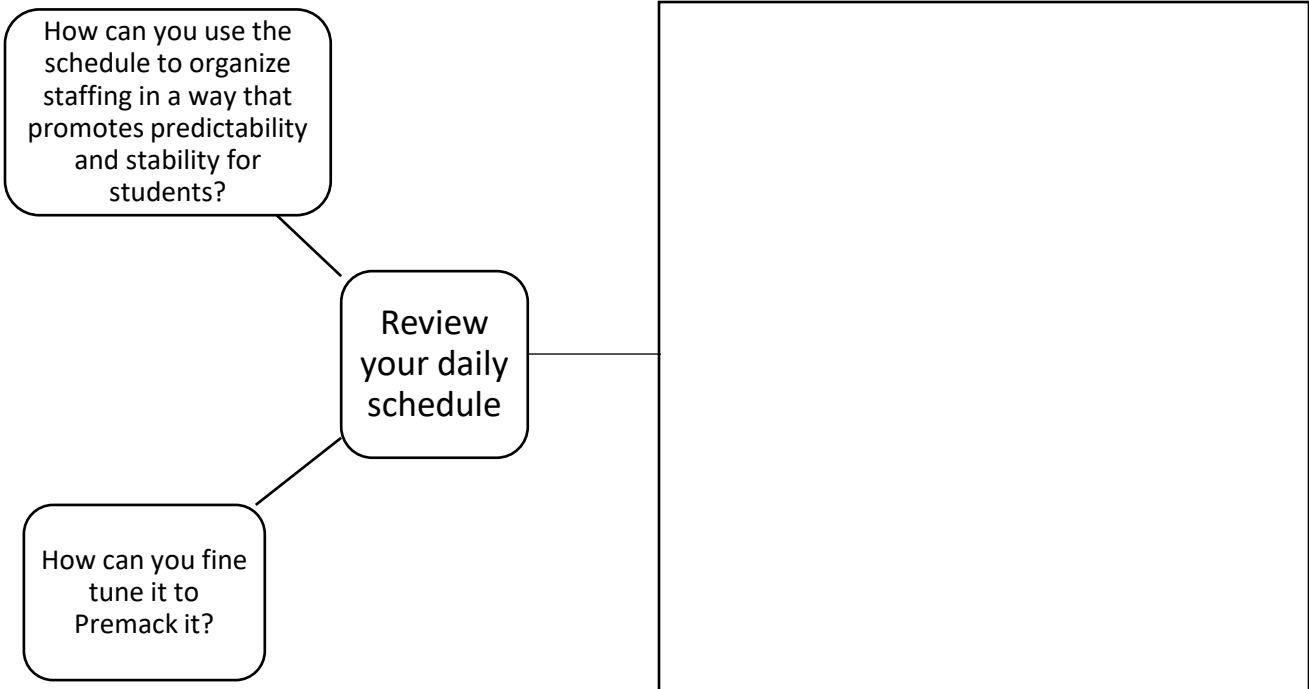 How can you use the
schedule to organize
staffing in a way that
promotes predictability
and stability for
students?
Review
your daily
schedule
How can you fine
tune it to
Premack it?